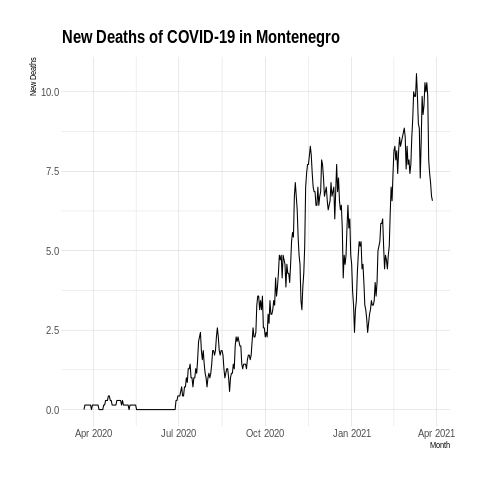 New Deaths of COVID-19 in Montenegro
New Deaths
10.0
7.5
5.0
2.5
0.0
Apr 2020 Jul 2020 Oct 2020 Jan 2021 Apr 2021
Month